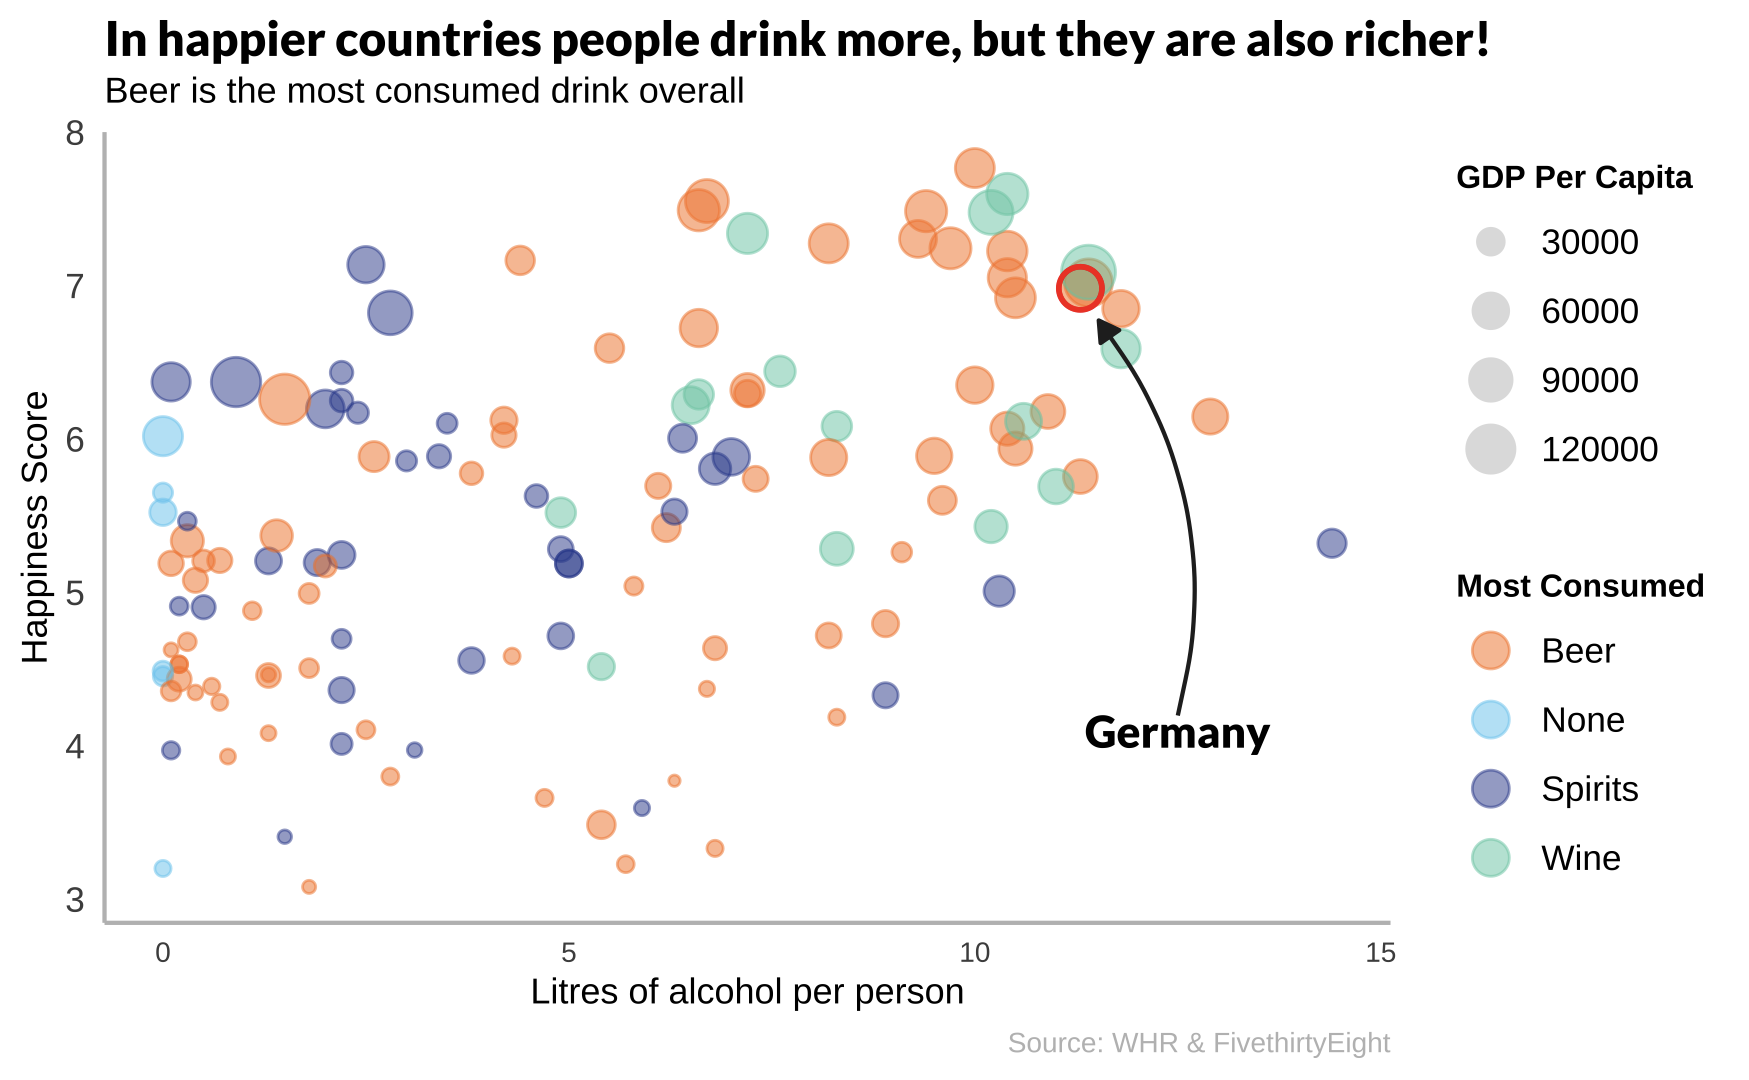 In happier countries people drink more, but they are also richer!
Beer is the most consumed drink overall
8
7
6
5
4
3
Happiness Score
0 5 10 15
Litres of alcohol per person
Germany
GDP Per Capita
30000
60000
90000
120000
Most Consumed
Beer
None
Spirits
Wine
Source: WHR & FivethirtyEight